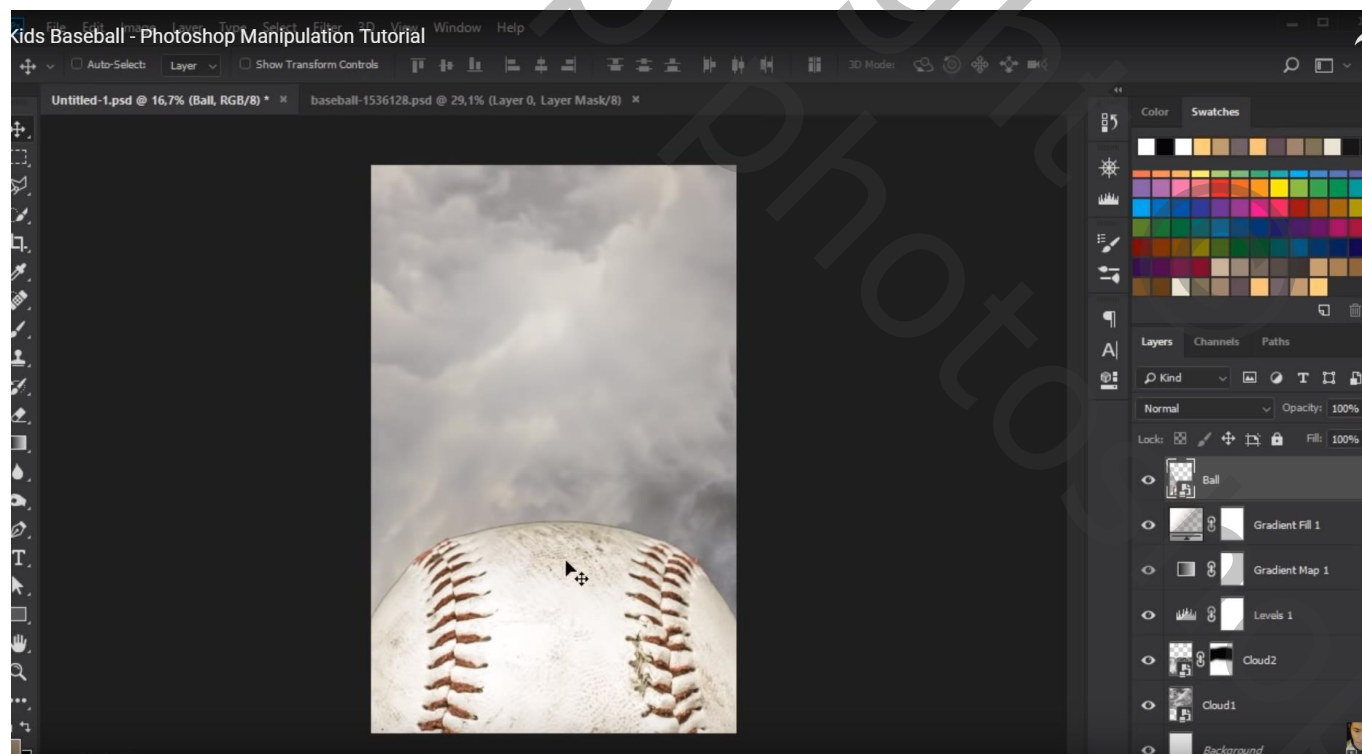 File Edit Image Layer Type Select Filter 3D View Window Help
Kids Baseball - Photoshop Manipulation Tutorial
Auto-Select: Layer Show Transform Controls 3D Mode:
Untitled-1.psd @ 16,7% (Ball, RGB/8) * × baseball-1536128.psd @ 29,1% (Layer 0, Layer Mask/8) ×
Color Swatches
Layers Channels Paths
Kind
Normal Opacity: 100%
Lock: Fill: 100%
Ball
Gradient Fill 1
Gradient Map 1
Levels 1
Cloud2
Cloud1
Background
photos